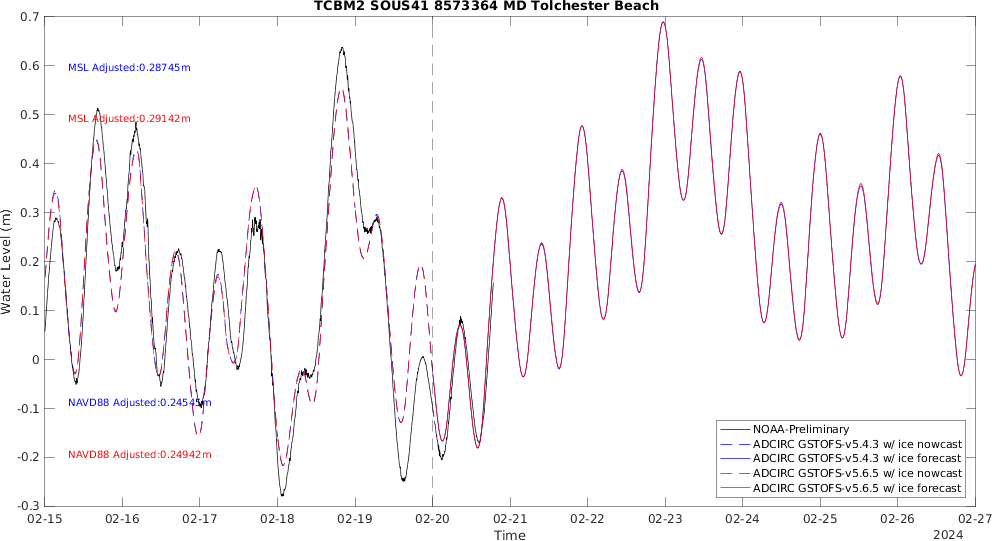 TCBM2 SOUS41 8573364 MD Tolchester Beach
0.7
0.6
0.5
0.4
0.3
0.2
0.1
0
-0.1
-0.2
-0.3
Water Level (m)
MSL Adjusted:0.28745m
MSL Adjusted:0.29142m
NAVD88 Adjusted:0.24545m
NAVD88 Adjusted:0.24942m
NOAA-Preliminary
ADCIRC GSTOFS-v5.4.3 w/ ice nowcast
ADCIRC GSTOFS-v5.4.3 w/ ice forecast
ADCIRC GSTOFS-v5.6.5 w/ ice nowcast
ADCIRC GSTOFS-v5.6.5 w/ ice forecast
02-15 02-16 02-17 02-18 02-19 02-20 02-21 02-22 02-23 02-24 02-25 02-26 02-27
Time
2024